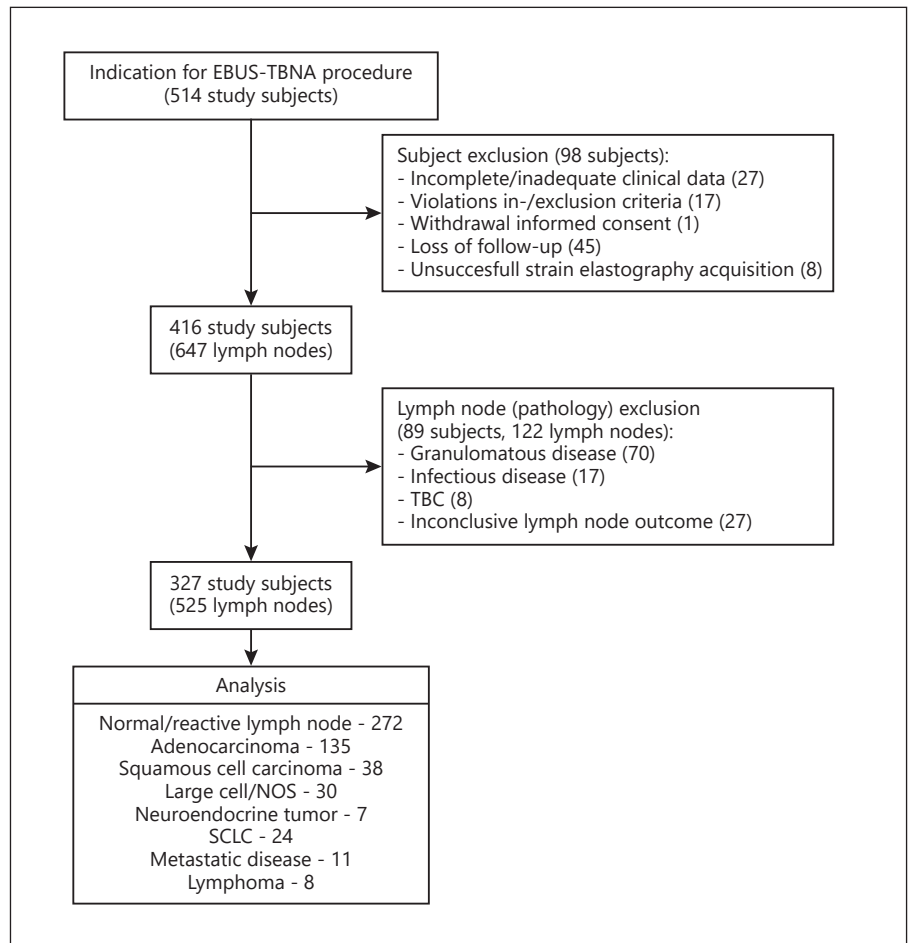 Indication for EBUS-TBNA procedure
(514 study subjects)
Subject exclusion (98 subjects):
- Incomplete/inadequate clinical data (27)
- Violations in-/exclusion criteria (17)
- Withdrawal informed consent (1)
- Loss of follow-up (45)
- Unsuccesfull strain elastography acquisition (8)
416 study subjects
(647 lymph nodes)
Lymph node (pathology) exclusion
(89 subjects, 122 lymph nodes):
- Granulomatous disease (70)
- Infectious disease (17)
- TBC (8)
- Inconclusive lymph node outcome (27)
327 study subjects
(525 lymph nodes)
Analysis
Normal/reactive lymph node - 272
Adenocarcinoma - 135
Squamous cell carcinoma - 38
Large cell/NOS - 30
Neuroendocrine tumor - 7
SCLC - 24
Metastatic disease - 11
Lymphoma - 8